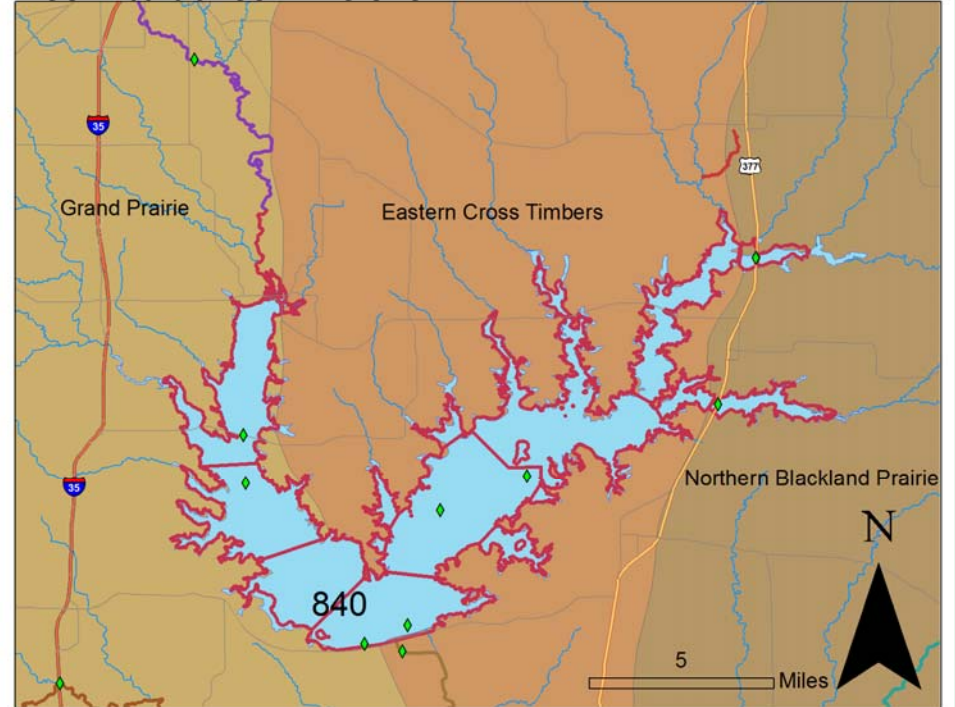 35
377
Grand Prairie
Eastern Cross Timbers
35
Northern Blackland Prairie
N
840
5
Miles